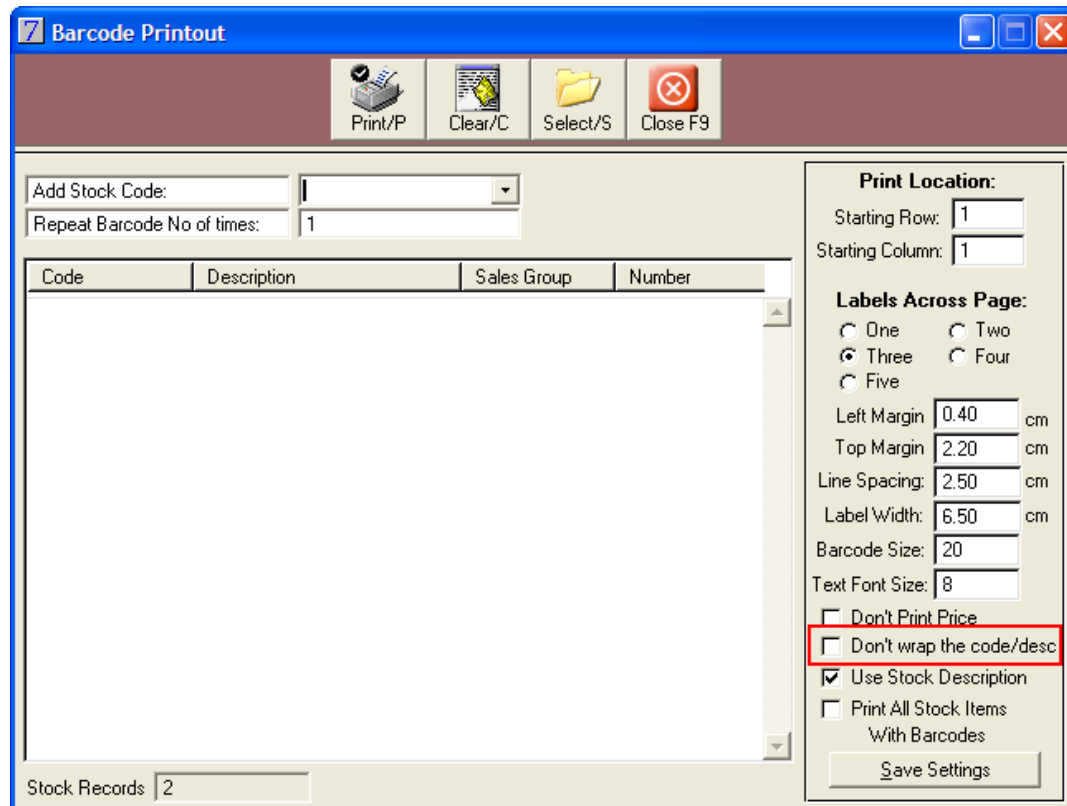 7 Barcode Printout
Print/P Clear/C Select/S Close F9
Add Stock Code:
Repeat Barcode No of times: 1
Code Description Sales Group Number
Stock Records 2
Print Location:
Starting Row: 1
Starting Column: 1
Labels Across Page:
One Two
Three Four
Five
Left Margin 0.40 cm
Top Margin 2.20 cm
Line Spacing: 2.50 cm
Label Width: 6.50 cm
Barcode Size: 20
Text Font Size: 8
Don't Print Price
Don't wrap the code/desc
Use Stock Description
Print All Stock Items
With Barcodes
Save Settings